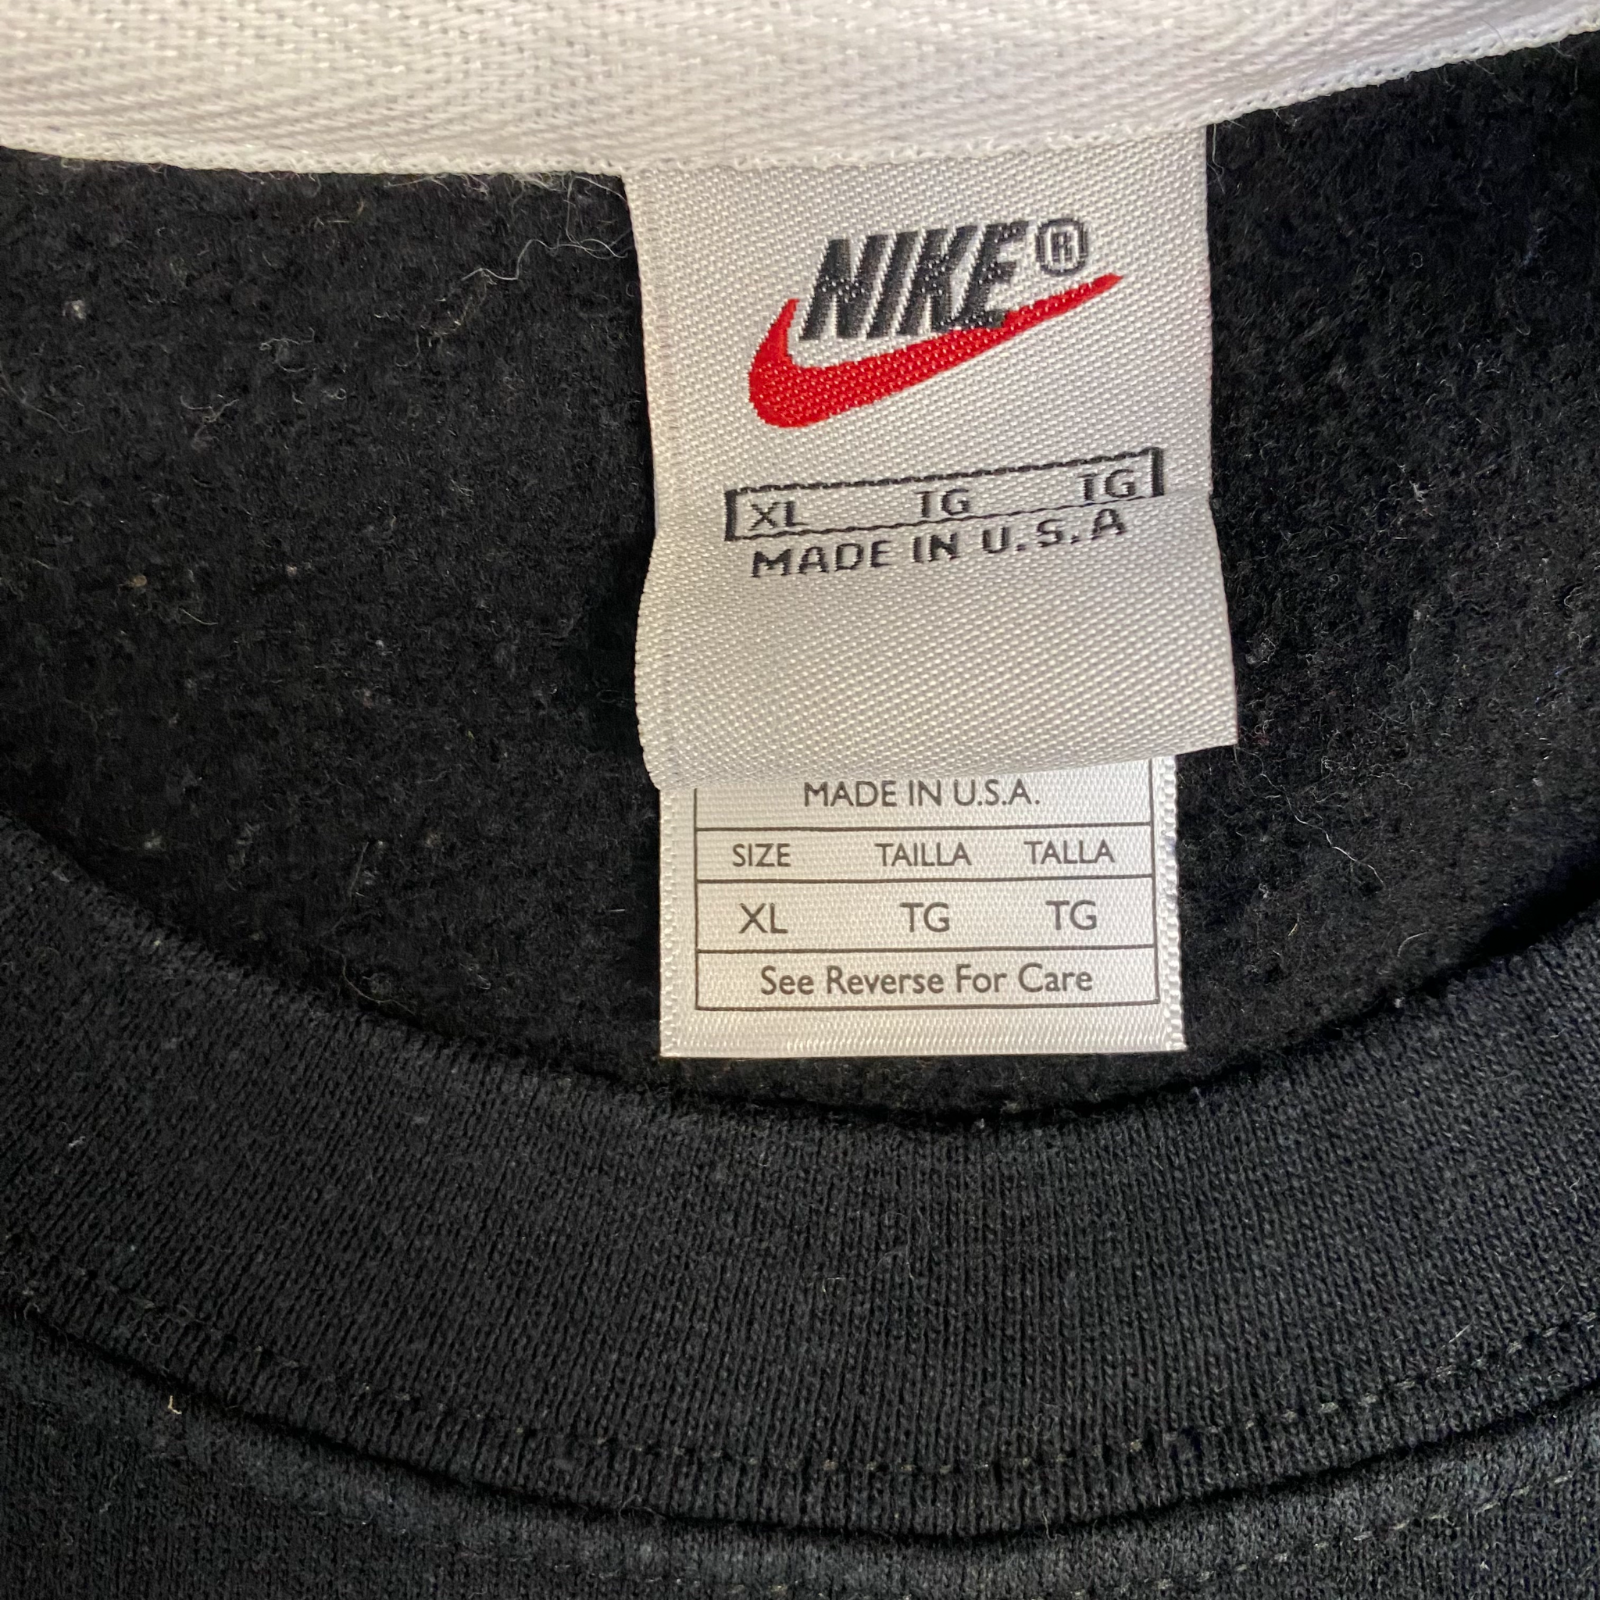 NIKE®
XL TG TG
MADE IN U.S.A
MADE IN U.S.A.
SIZE TAILLA TALLA
XL TG TG
See Reverse For Care